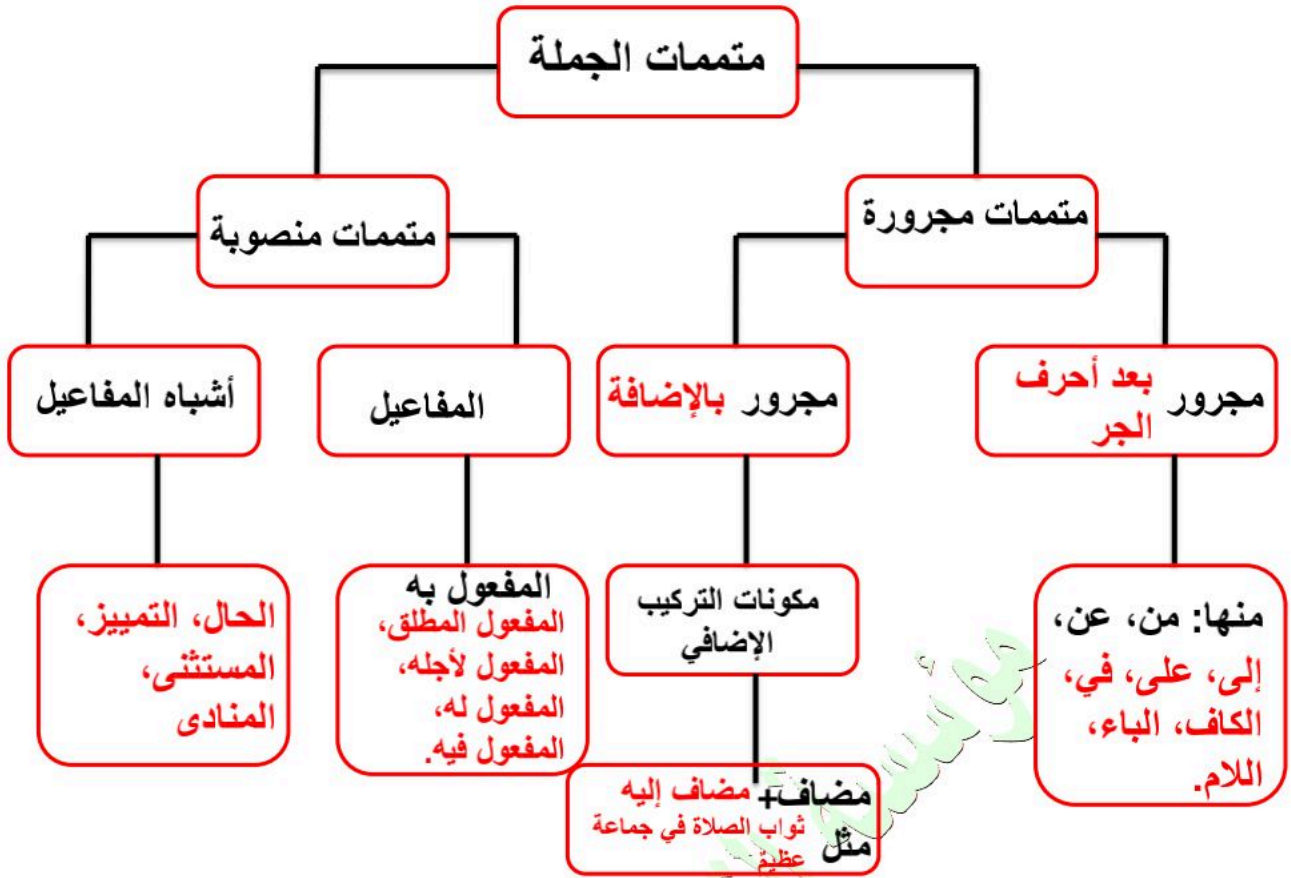 متممات الجملة
متممات مجرورة
متممات منصوبة
مجرور بعد أحرف
الجر
مجرور بالإضافة
المفاعيل
أشباه المفاعيل
منها: من، عن،
إلى، على، في،
الكاف، الباء،
اللام.
مكونات التركيب
الإضافي
مضاف+ مضاف إليه
مثل ثواب الصلاة في جماعة
عظيم
المفعول به
المفعول المطلق،
المفعول لأجله،
المفعول له،
المفعول فيه.
الحال، التمييز،
المستثنى،
المنادى
مؤسسة